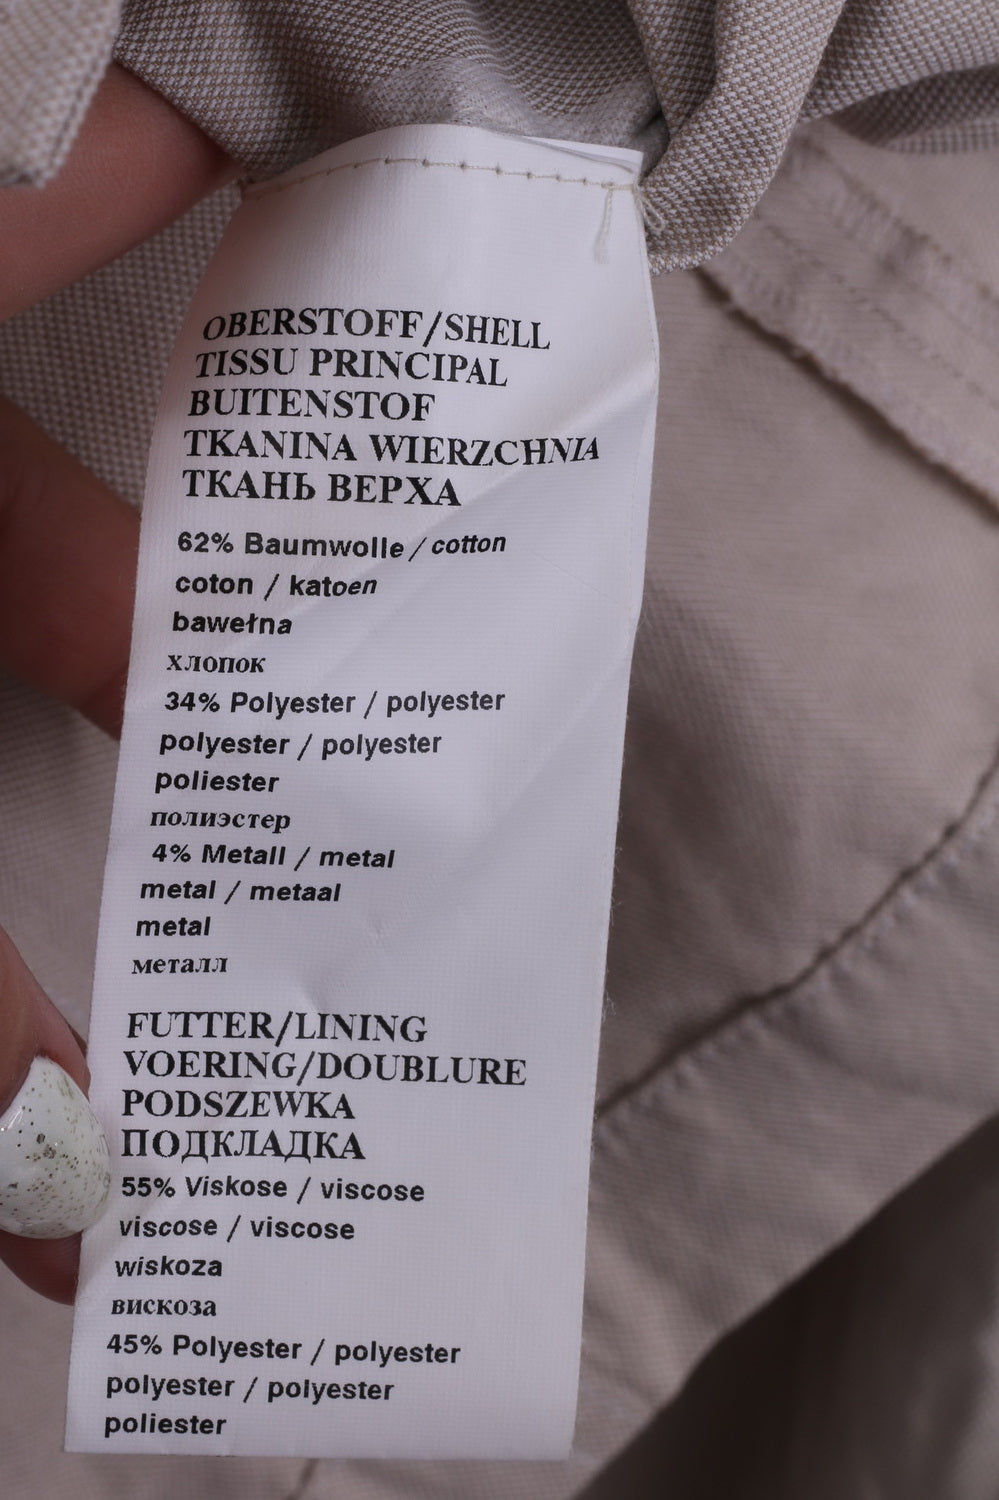 OBERSTOFF/SHELL
TISSU PRINCIPAL
BUITENSTOF
TKANINA WIERZCHNIA
ТКАНЬ ВЕРХА
62% Baumwolle / cotton
coton / katoen
bawełna
хлопок
34% Polyester / polyester
polyester / polyester
poliester
полиэстер
4% Metall / metal
metal / metaal
metal
металл
FUTTER/LINING
VOERING/DOUBLURE
PODSZEWKA
ПОДКЛАДКА
55% Viskose / viscose
viscose / viscose
wiskoza
вискоза
45% Polyester / polyester
polyester / polyester
poliester